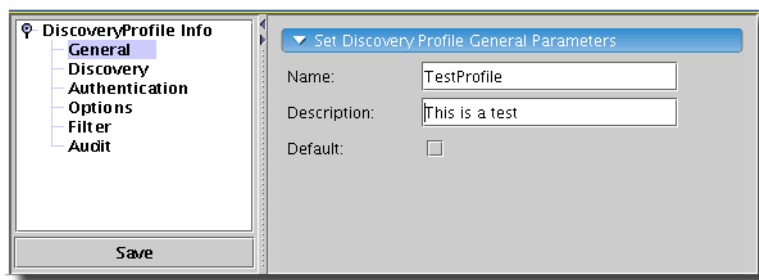 DiscoveryProfile Info
General
Discovery
Authentication
Options
Filter
Audit
Save
Set Discovery Profile General Parameters
Name: TestProfile
Description: This is a test
Default: